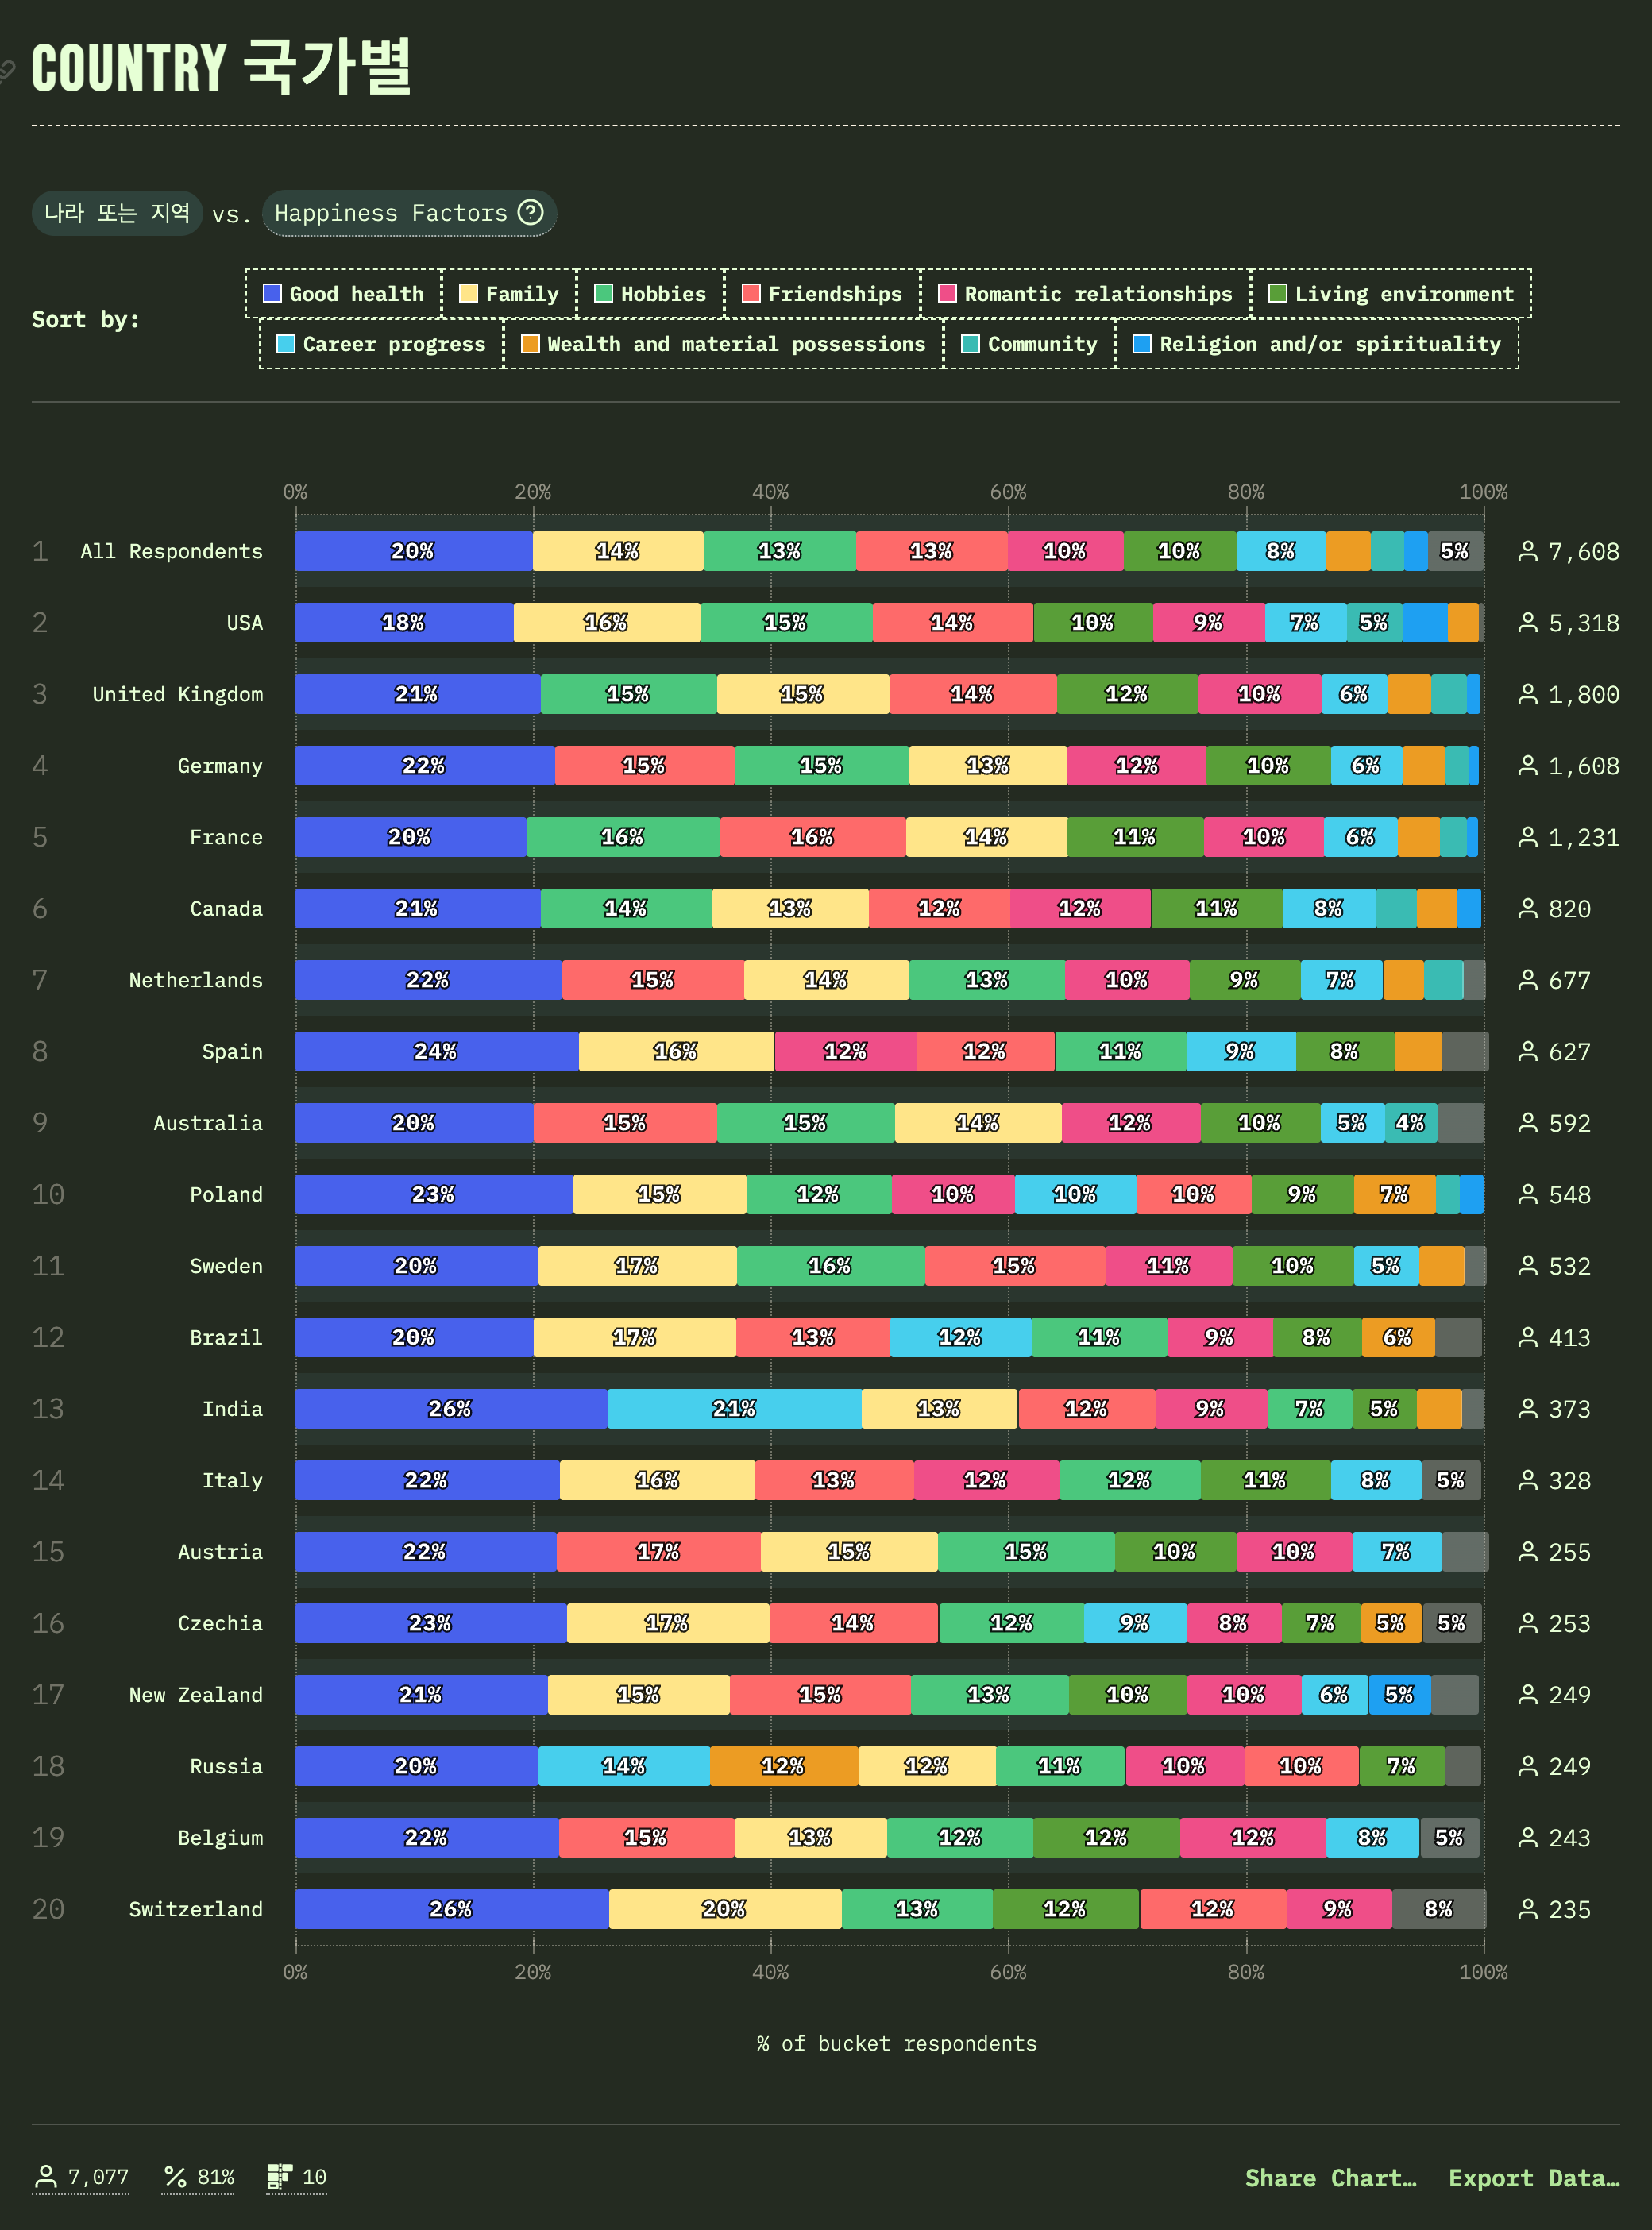 COUNTRY 국가별
나라 또는 지역 vs. Happiness Factors ?
Sort by:
Good health Family Hobbies Friendships Romantic relationships Living environment
Career progress Wealth and material possessions Community Religion and/or spirituality
0% 20% 40% 60% 80% 100%
1 All Respondents 20% 14% 13% 13% 10% 10% 8% 5% 7,608
2 USA 18% 16% 15% 14% 10% 9% 7% 5% 5,318
3 United Kingdom 21% 15% 15% 14% 12% 10% 6% 1,800
4 Germany 22% 15% 15% 13% 12% 10% 6% 1,608
5 France 20% 16% 16% 14% 11% 10% 6% 1,231
6 Canada 21% 14% 13% 12% 12% 11% 8% 820
7 Netherlands 22% 15% 14% 13% 10% 9% 7% 677
8 Spain 24% 16% 12% 12% 11% 9% 8% 627
9 Australia 20% 15% 15% 14% 12% 10% 5% 4% 592
10 Poland 23% 15% 12% 10% 10% 10% 9% 7% 548
11 Sweden 20% 17% 16% 15% 11% 10% 5% 532
12 Brazil 20% 17% 13% 12% 11% 9% 8% 6% 413
13 India 26% 21% 13% 12% 9% 7% 5% 373
14 Italy 22% 16% 13% 12% 12% 11% 8% 5% 328
15 Austria 22% 17% 15% 15% 10% 10% 7% 255
16 Czechia 23% 17% 14% 12% 9% 8% 7% 5% 5% 253
17 New Zealand 21% 15% 15% 13% 10% 10% 6% 5% 249
18 Russia 20% 14% 12% 12% 11% 10% 10% 7% 249
19 Belgium 22% 15% 13% 12% 12% 12% 8% 5% 243
20 Switzerland 26% 20% 13% 12% 12% 9% 8% 235
0% 20% 40% 60% 80% 100%
% of bucket respondents
7,077 % 81% 10 Share Chart… Export Data…